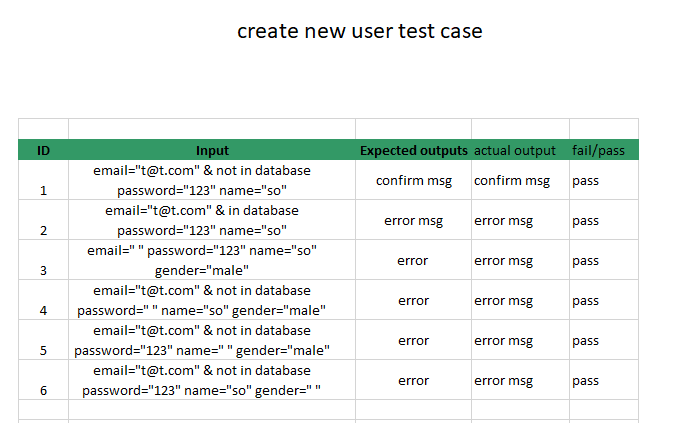 create new user test case
ID Input Expected outputs actual output fail/pass
email="t@t.com" & not in database
password="123" name="so"
1 confirm msg confirm msg pass
email="t@t.com" & in database
password="123" name="so"
2 error msg error msg pass
email=" " password="123" name="so"
gender="male"
3 error error msg pass
email="t@t.com" & not in database
password=" " name="so" gender="male"
4 error error msg pass
email="t@t.com" & not in database
password="123" name=" " gender="male"
5 error error msg pass
email="t@t.com" & not in database
password="123" name="so" gender=" "
6 error error msg pass